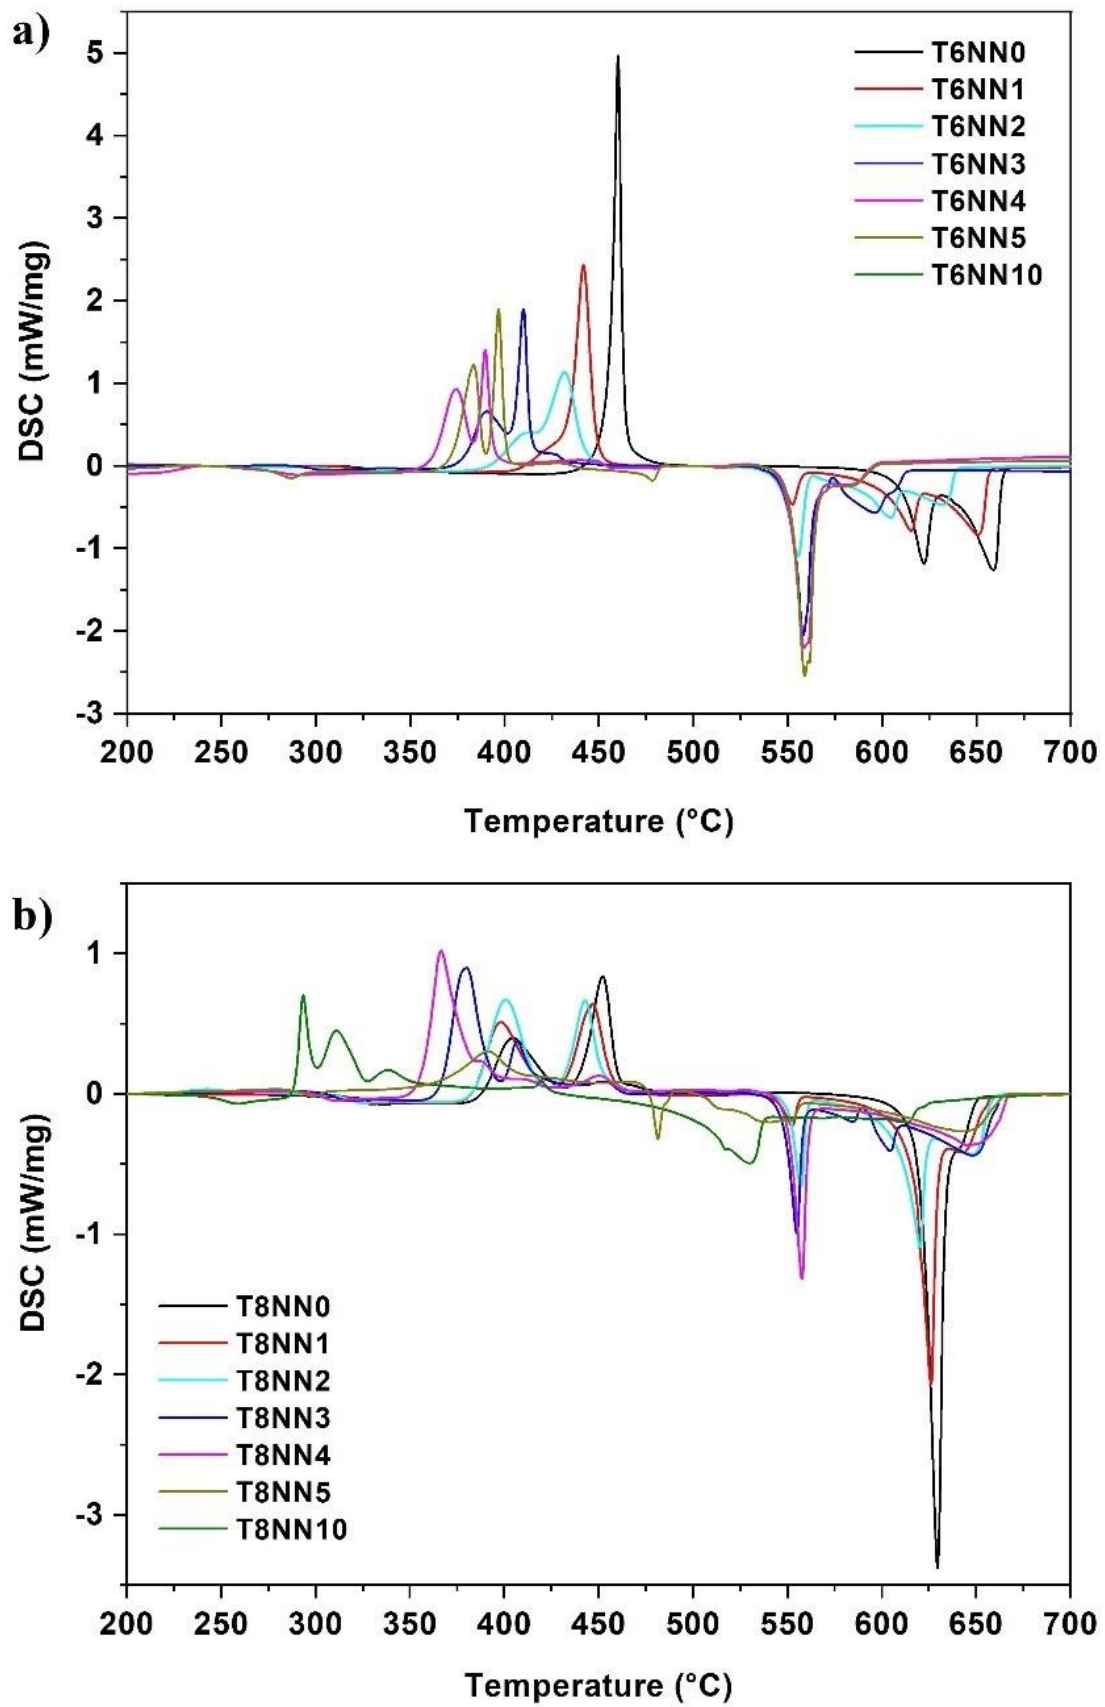 a)
5
4
3
2
1
0
-1
-2
-3
DSC (mW/mg)
T6NN0
T6NN1
T6NN2
T6NN3
T6NN4
T6NN5
T6NN10
200 250 300 350 400 450 500 550 600 650 700
Temperature (°C)
b)
1
0
-1
-2
-3
DSC (mW/mg)
T8NN0
T8NN1
T8NN2
T8NN3
T8NN4
T8NN5
T8NN10
200 250 300 350 400 450 500 550 600 650 700
Temperature (°C)